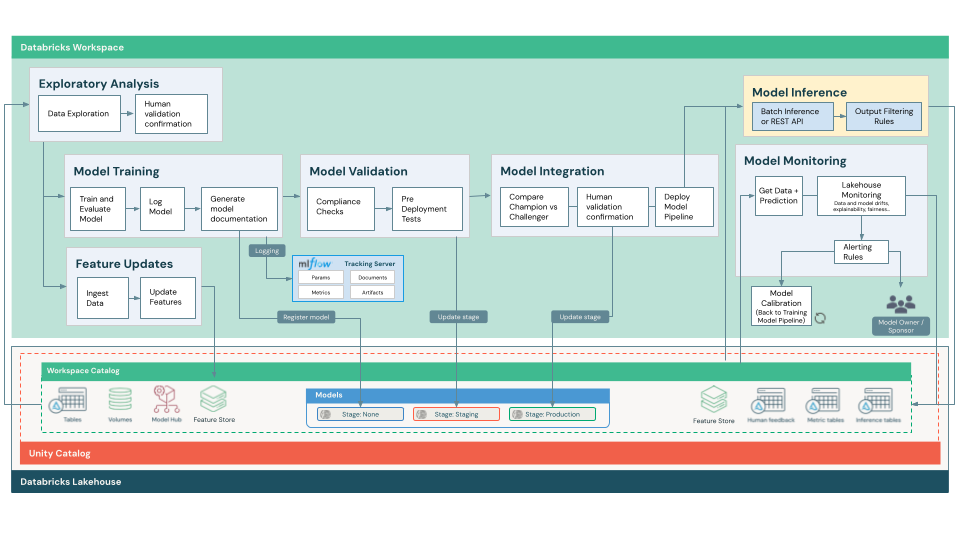 Databricks Workspace
Exploratory Analysis
Data Exploration
Human
validation
confirmation
Model Inference
Batch Inference
or REST API
Output Filtering
Rules
Model Training
Train and
Evaluate
Model
Log
Model
Generate
model
documentation
Model Validation
Compliance
Checks
Pre
Deployment
Tests
Model Integration
Compare
Champion vs
Challenger
Human
validation
confirmation
Deploy
Model
Pipeline
Model Monitoring
Get Data +
Prediction
Lakehouse
Monitoring
Data and model drifts,
explainability, fairness..
Alerting
Rules
Logging
mlflow
Tracking Server
Params
Documents
Metrics
Artifacts
Feature Updates
Ingest
Data
Update
Features
Model
Calibration
(Back to Training
Model Pipeline)
Model Owner /
Sponsor
Register model
Update stage
Update stage
Workspace Catalog
Tables
Volumes
Model Hub
Feature Store
Models
Stage: None
Stage: Staging
Stage: Production
Feature Store
Human feedback
Metric tables
Inference tables
Unity Catalog
Databricks Lakehouse